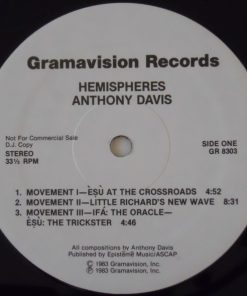 Gramavision Records
HEMISPHERES
ANTHONY DAVIS
Not For Commercial Sale
D.J. Copy
STEREO
33⅓ RPM
SIDE ONE
GR 8303
1. MOVEMENT I—ÈṢÙ AT THE CROSSROADS 4:52
2. MOVEMENT II—LITTLE RICHARD'S NEW WAVE 8:31
3. MOVEMENT III—IFÁ: THE ORACLE—
ÈṢÙ: THE TRICKSTER 4:46
All compositions by Anthony Davis
Published by Epistēmē Music/ASCAP
℗ 1983 Gramavision, Inc.
© 1983 Gramavision, Inc.